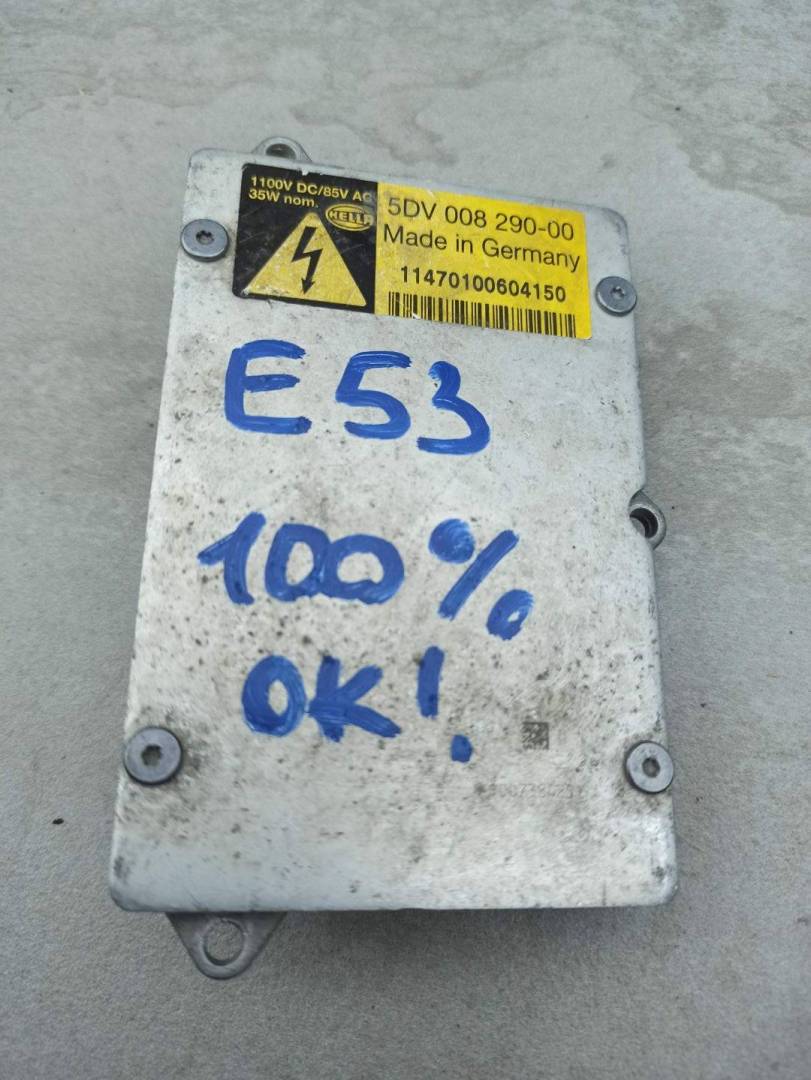 1100V DC/85V AC
35W nom.
HELLA
5DV 008 290-00
Made in Germany
11470100604150
E53
100%
OK!